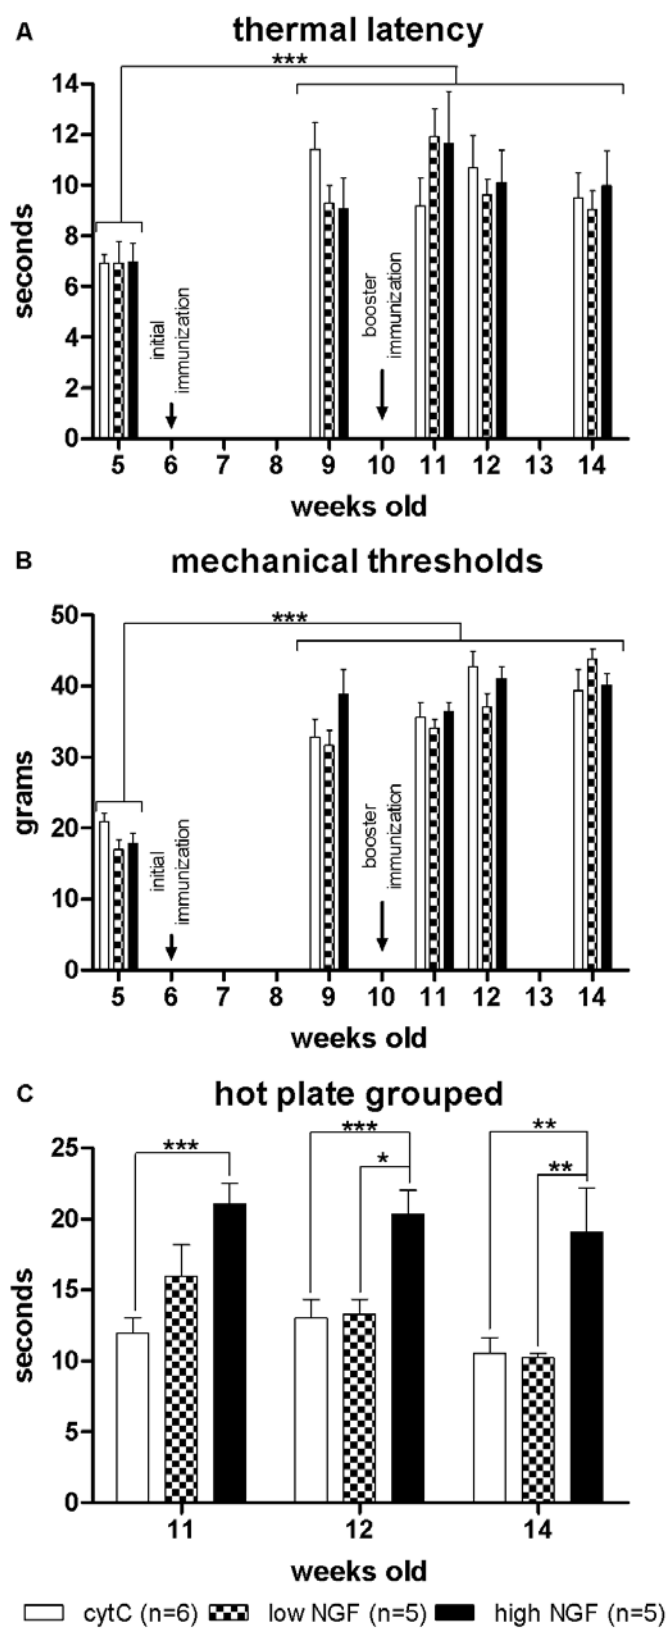 A thermal latency
***
14
12
10
8
6
4
2
0
seconds
initial
immunization
booster
immunization
5 6 7 8 9 10 11 12 13 14
weeks old
B mechanical thresholds
***
50
40
30
20
10
0
grams
initial
immunization
booster
immunization
5 6 7 8 9 10 11 12 13 14
weeks old
C hot plate grouped
*** *** **
* **
25
20
15
10
5
0
seconds
11 12 14
weeks old
cytC (n=6) low NGF (n=5) high NGF (n=5)